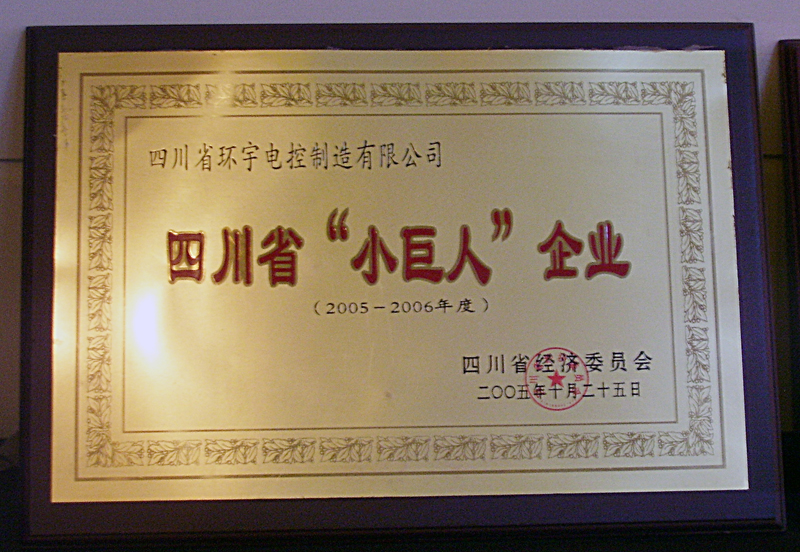 四川省环宇电控制造有限公司
四川省“小巨人”企业
（2005－2006年度）
四川省经济委员会
二〇〇五年十月二十五日